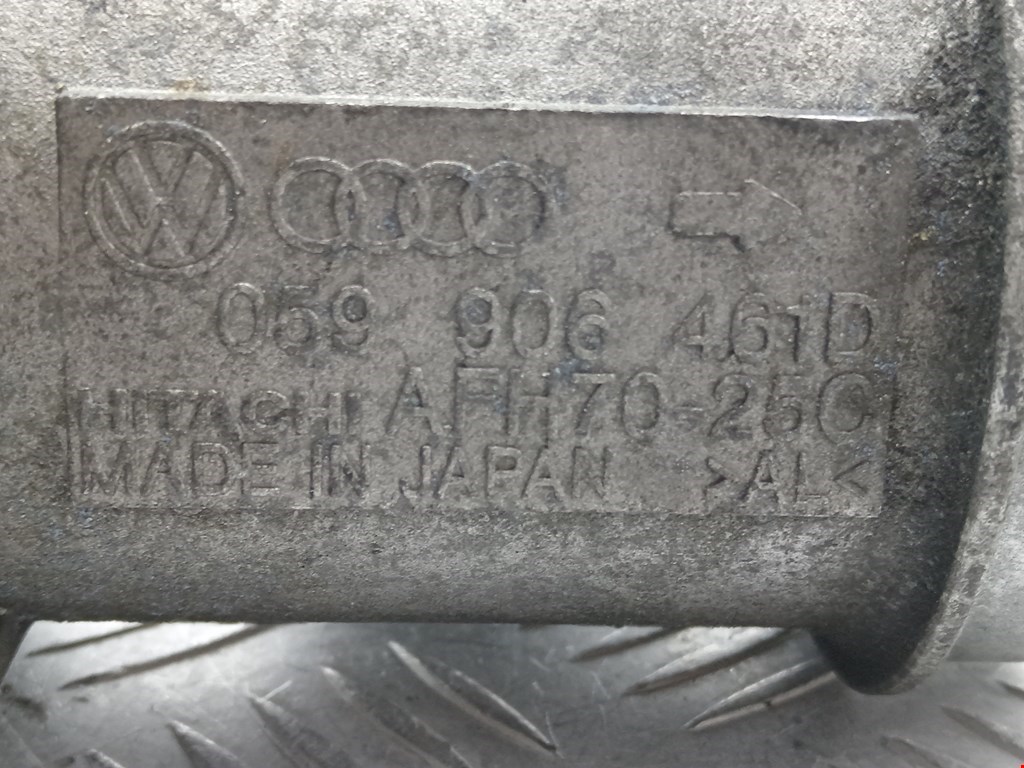 059 906 461D
HITACHI AFH70-25C
MADE IN JAPAN >AL<